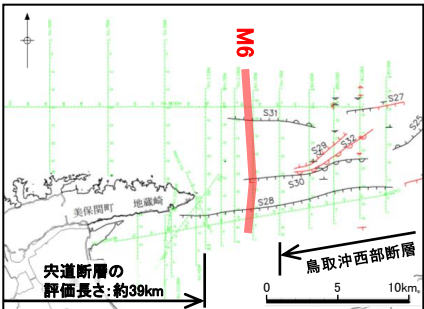 M6
S27
S31
S25
S29
S32
S30
S28
美保関町
地蔵崎
宍道断層の
評価長さ：約39km
鳥取沖西部断層
0 5 10km